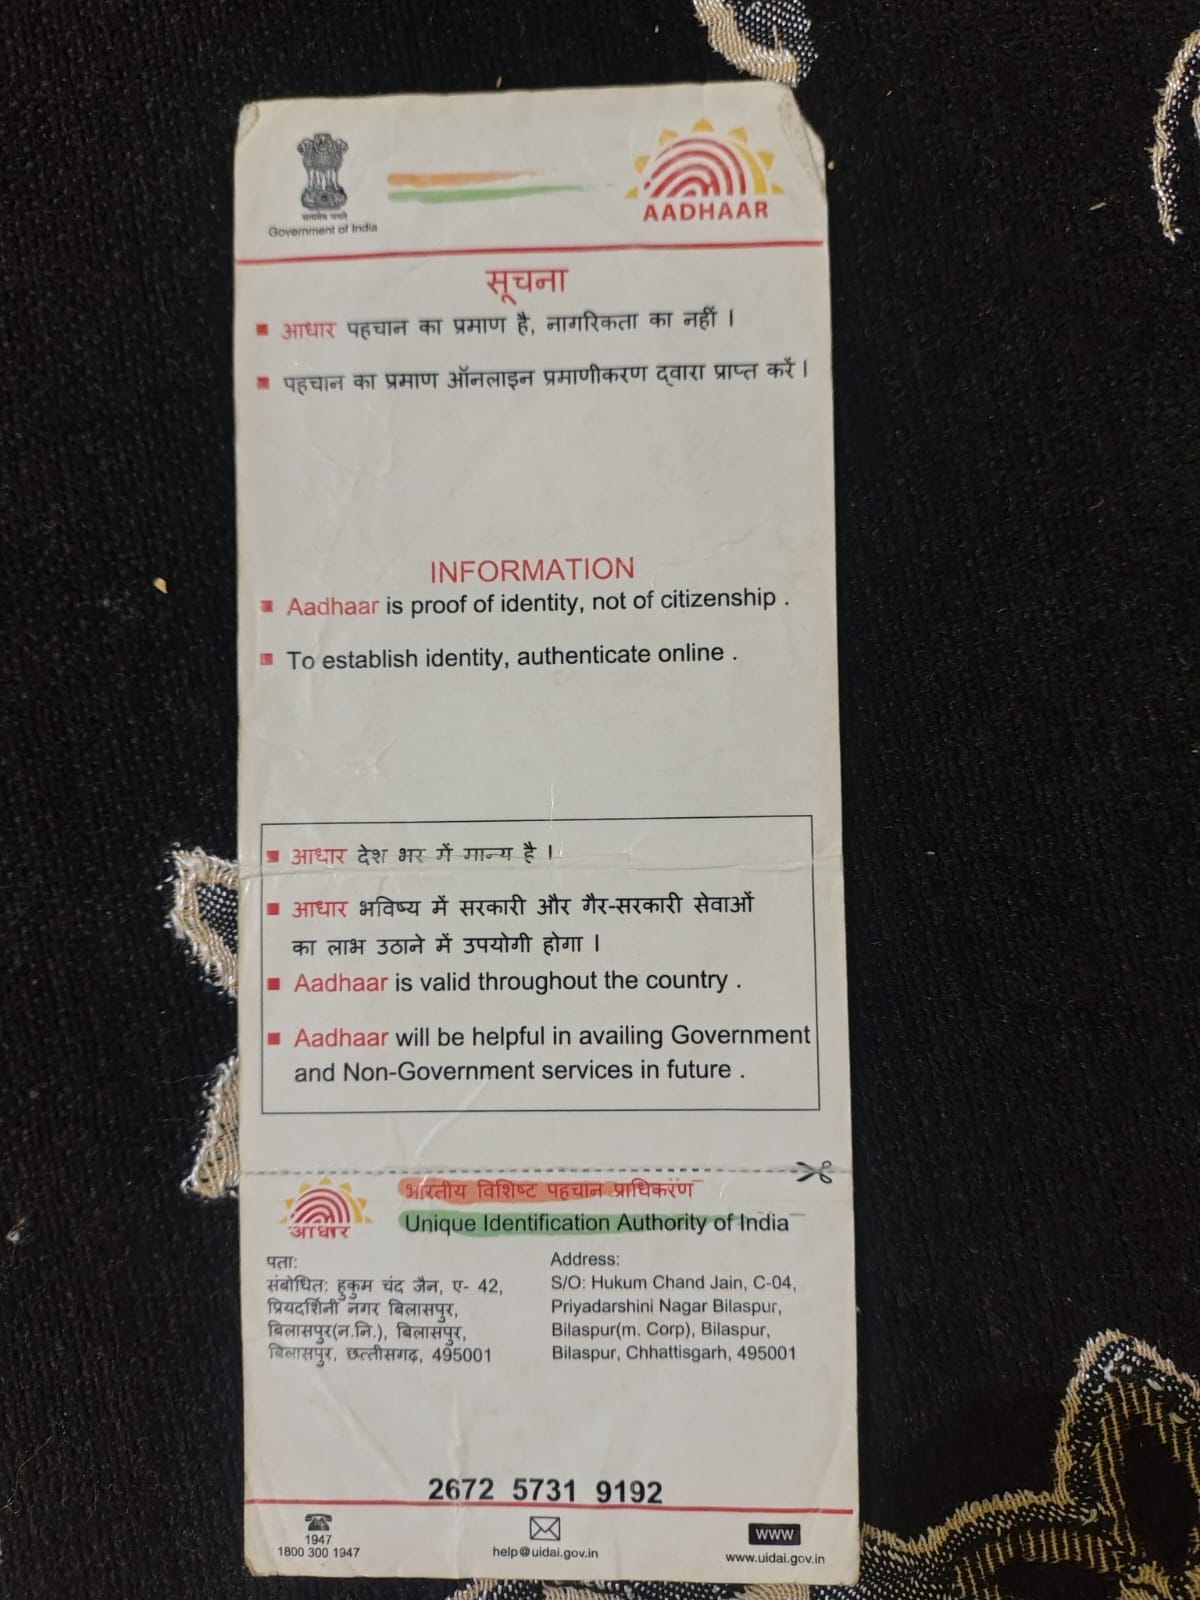 सत्यमेव जयते
Government of India
AADHAAR
सूचना
आधार पहचान का प्रमाण है, नागरिकता का नहीं ।
पहचान का प्रमाण ऑनलाइन प्रमाणीकरण द्वारा प्राप्त करें ।
INFORMATION
Aadhaar is proof of identity, not of citizenship .
To establish identity, authenticate online .
आधार देश भर में मान्य है ।
आधार भविष्य में सरकारी और गैर-सरकारी सेवाओं
का लाभ उठाने में उपयोगी होगा ।
Aadhaar is valid throughout the country .
Aadhaar will be helpful in availing Government
and Non-Government services in future .
आधार
भारतीय विशिष्ट पहचान प्राधिकरण
Unique Identification Authority of India
पता:
संबोधित: हुकुम चंद जैन, ए- 42,
प्रियदर्शिनी नगर बिलासपुर,
बिलासपुर(न.नि.), बिलासपुर,
बिलासपुर, छत्तीसगढ़, 495001
Address:
S/O: Hukum Chand Jain, C-04,
Priyadarshini Nagar Bilaspur,
Bilaspur(m. Corp), Bilaspur,
Bilaspur, Chhattisgarh, 495001
2672 5731 9192
1947
1800 300 1947
help@uidai.gov.in
www
www.uidai.gov.in